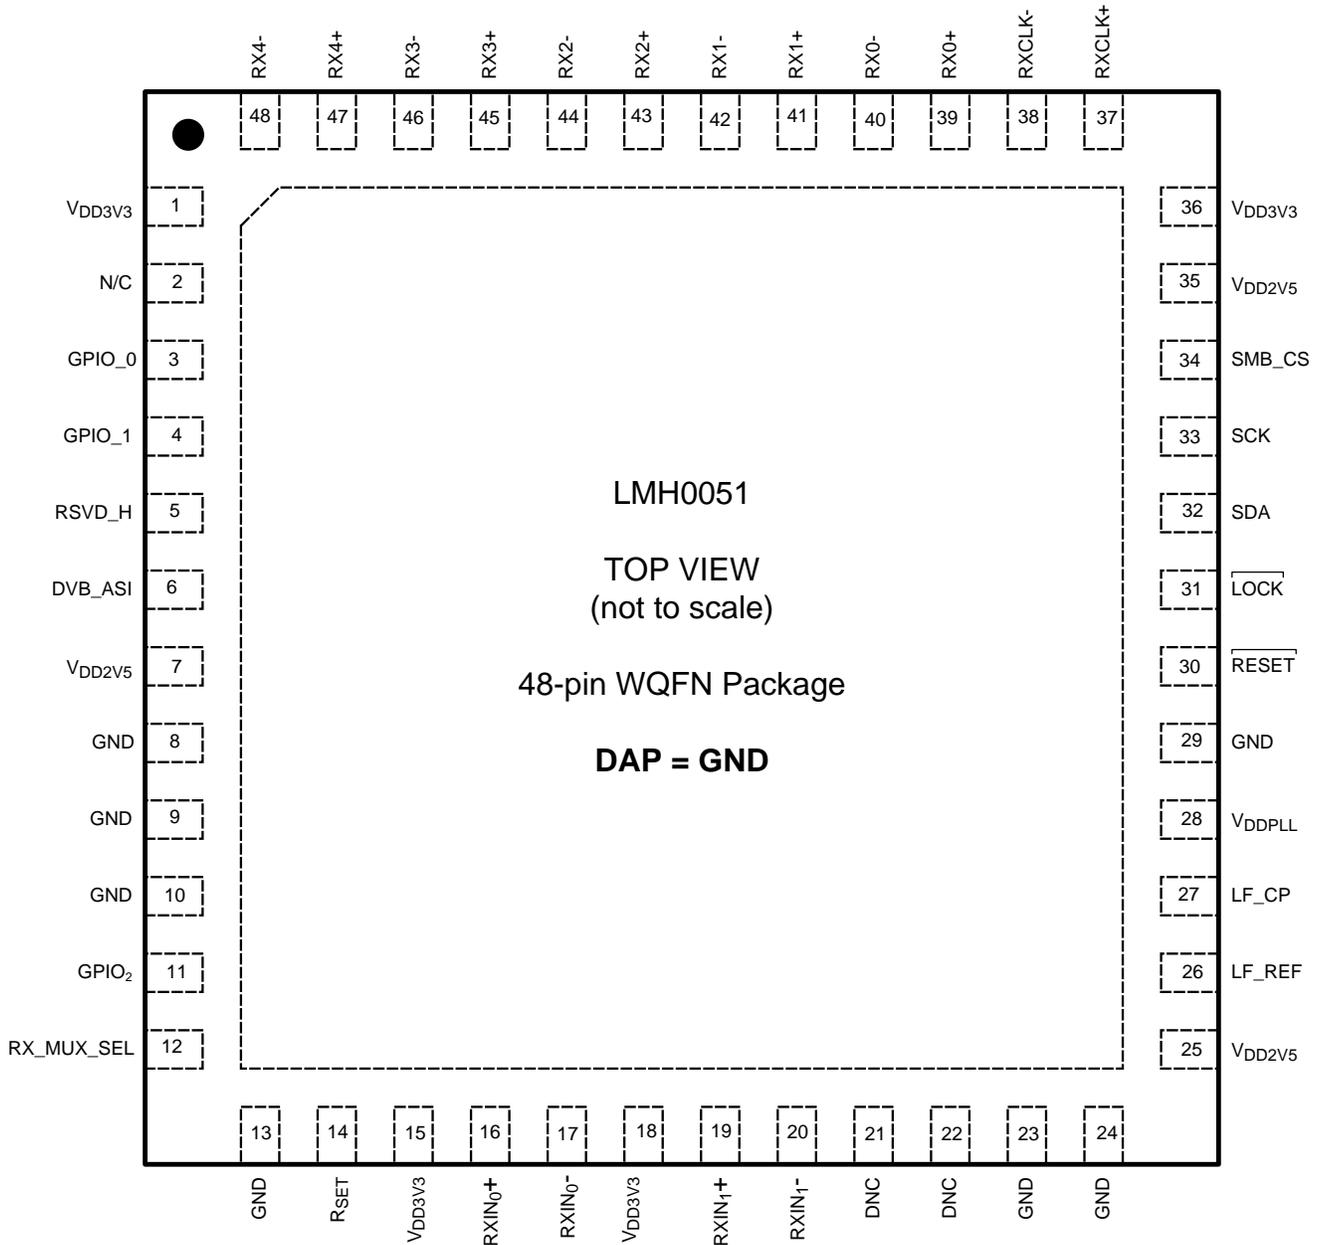 RX4-
RX4+
RX3-
RX3+
RX2-
RX2+
RX1-
RX1+
RX0-
RX0+
RXCLK-
RXCLK+
48 47 46 45 44 43 42 41 40 39 38 37
VDD3V3 1
36 VDD3V3
N/C 2
35 VDD2V5
GPIO_0 3
34 SMB_CS
GPIO_1 4
33 SCK
RSVD_H 5
32 SDA
DVB_ASI 6
31 LOCK
VDD2V5 7
30 RESET
GND 8
29 GND
GND 9
28 VDDPLL
GND 10
27 LF_CP
GPIO2 11
26 LF_REF
RX_MUX_SEL 12
25 VDD2V5
LMH0051
TOP VIEW
(not to scale)
48-pin WQFN Package
DAP = GND
13 14 15 16 17 18 19 20 21 22 23 24
GND
RSET
VDD3V3
RXIN0+
RXIN0-
VDD3V3
RXIN1+
RXIN1-
DNC
DNC
GND
GND